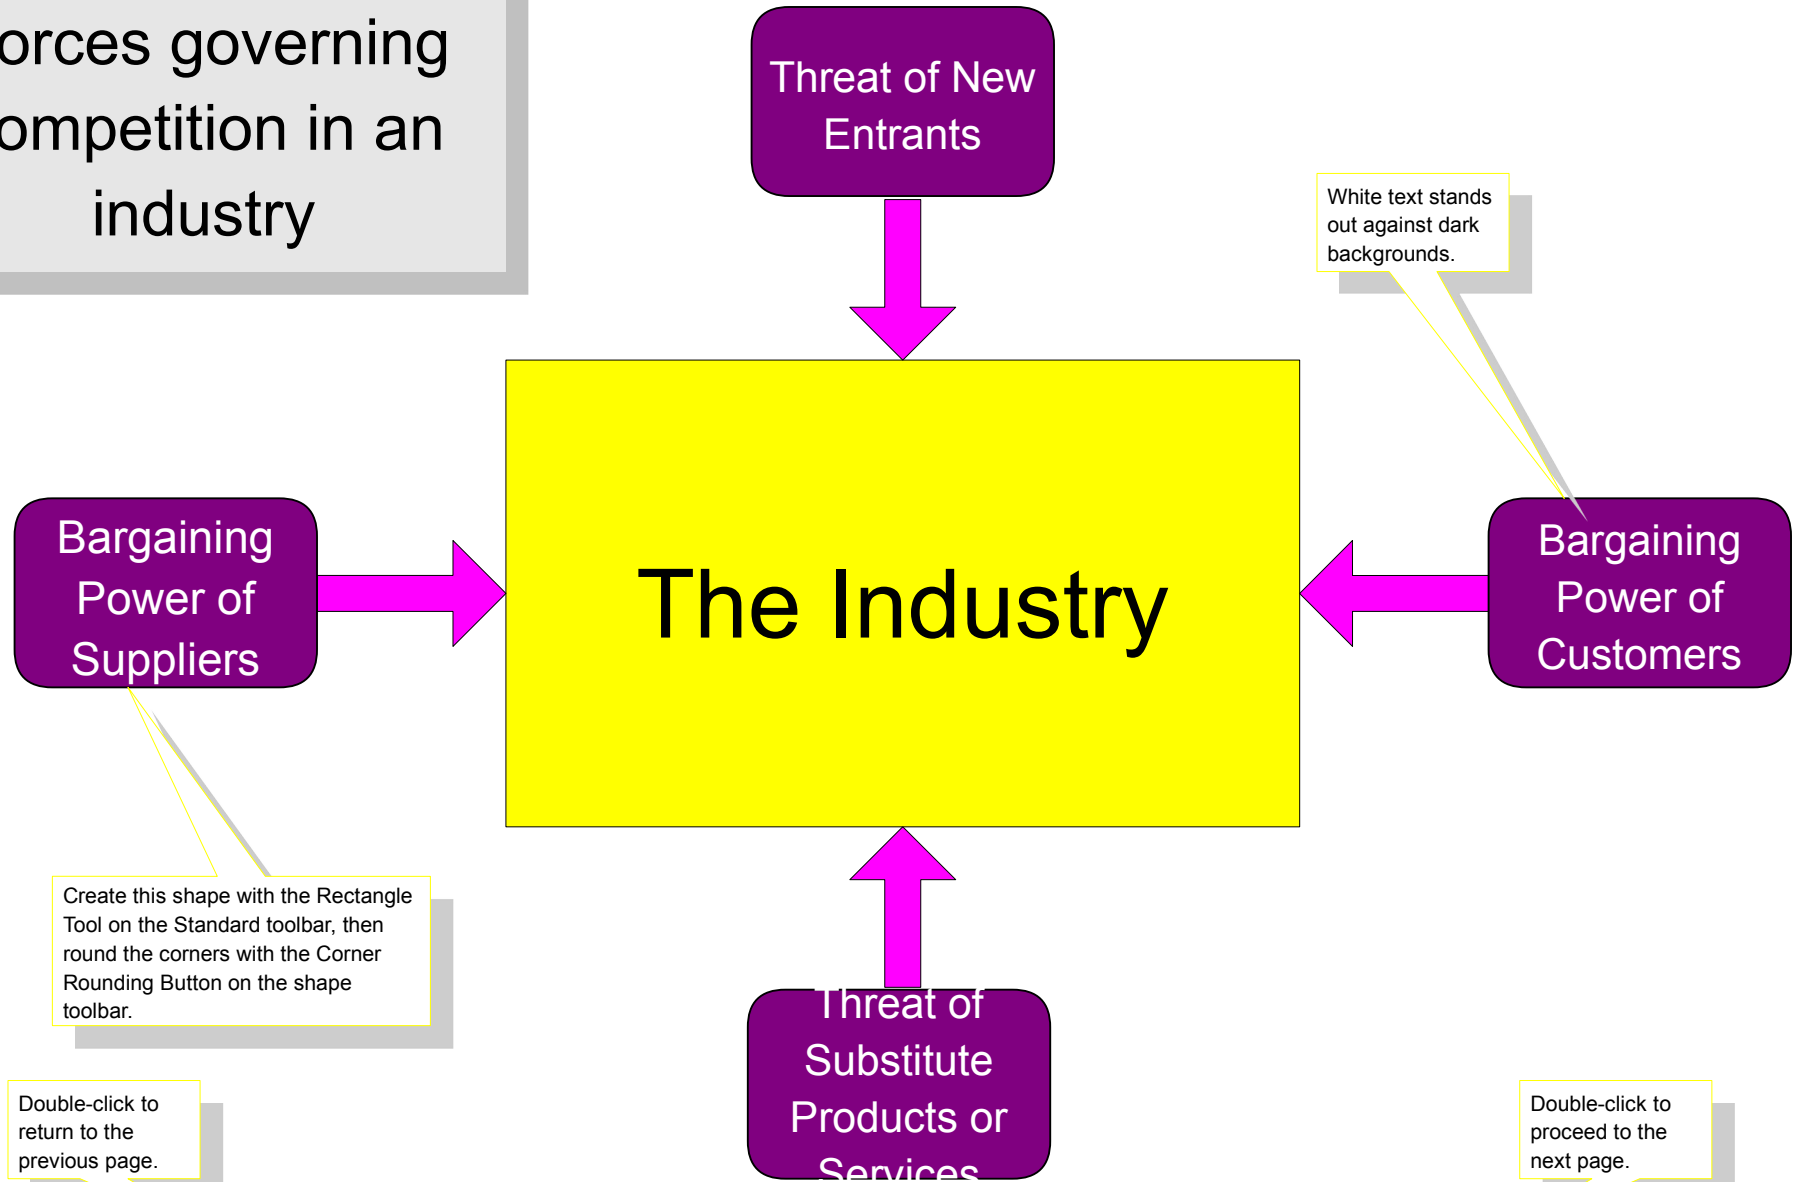 orces governing
ompetition in an
industry
Threat of New
Entrants
White text stands
out against dark
backgrounds.
Bargaining
Power of
Suppliers
The Industry
Bargaining
Power of
Customers
Create this shape with the Rectangle
Tool on the Standard toolbar, then
round the corners with the Corner
Rounding Button on the shape
toolbar.
Threat of
Substitute
Products or
Services
Double-click to
return to the
previous page.
Double-click to
proceed to the
next page.